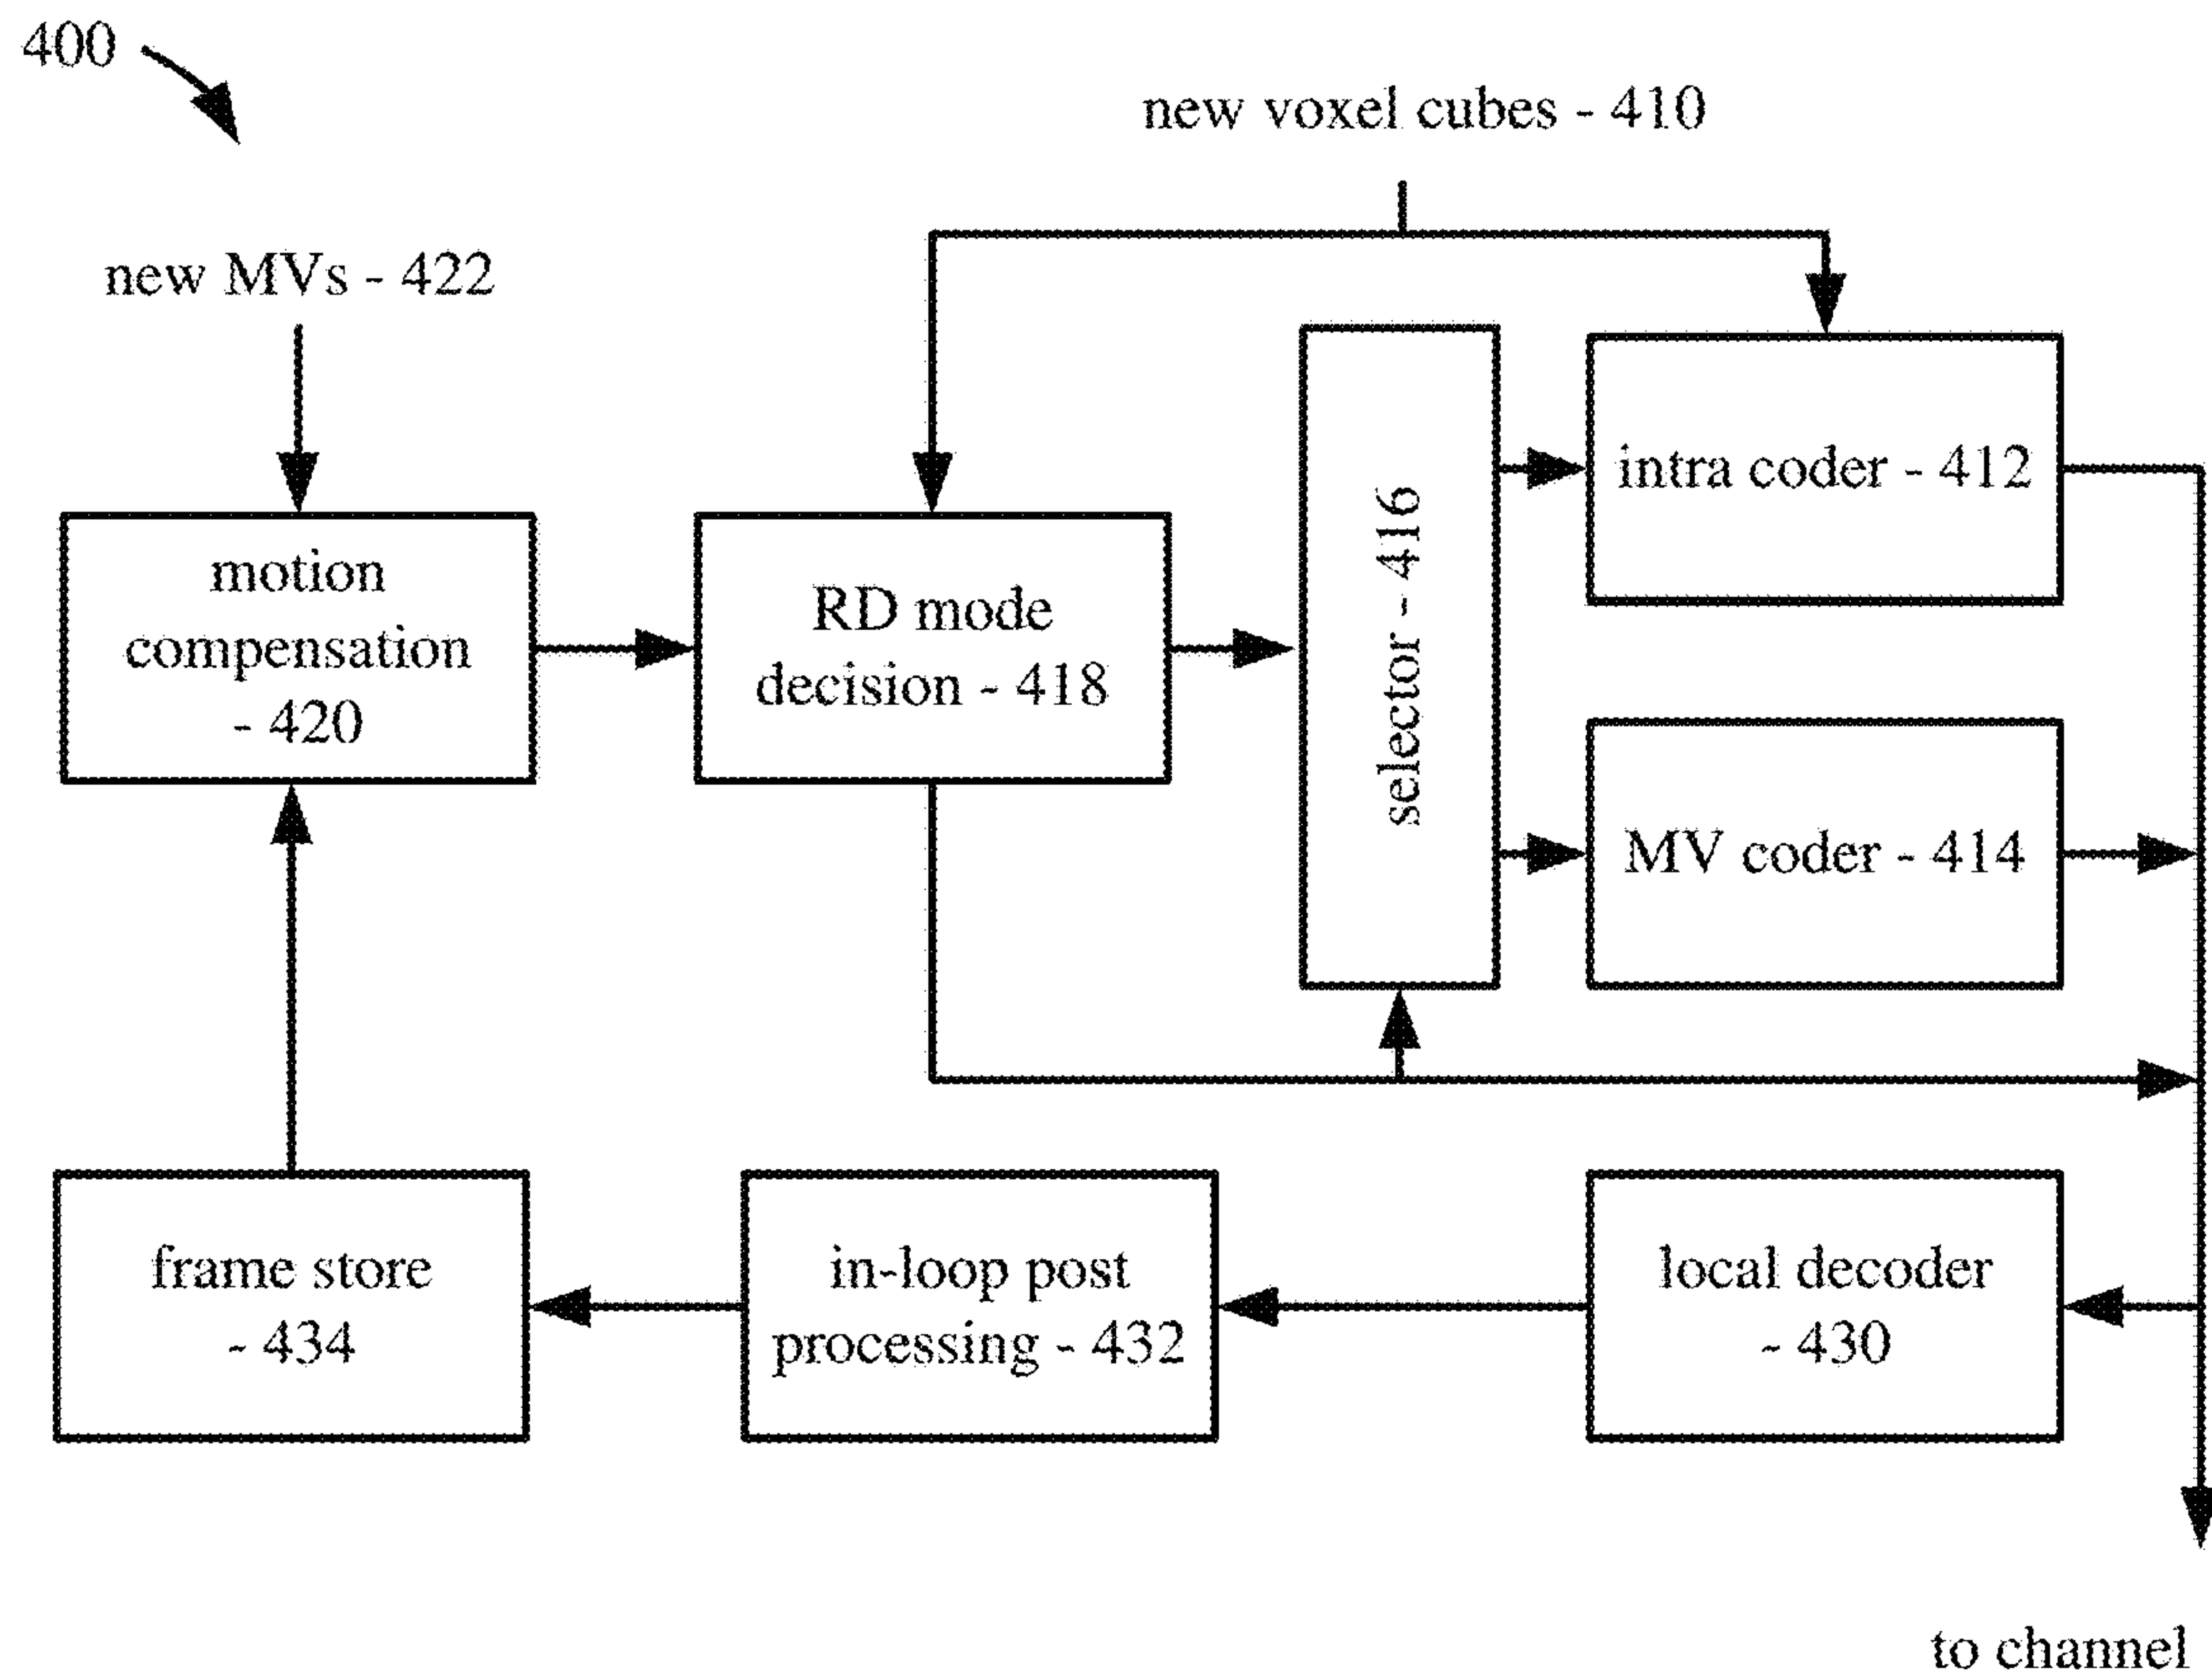 400
new voxel cubes - 410
new MVs - 422
motion
compensation
- 420
RD mode
decision - 418
selector - 416
intra coder - 412
MV coder - 414
frame store
- 434
in-loop post
processing - 432
local decoder
- 430
to channel